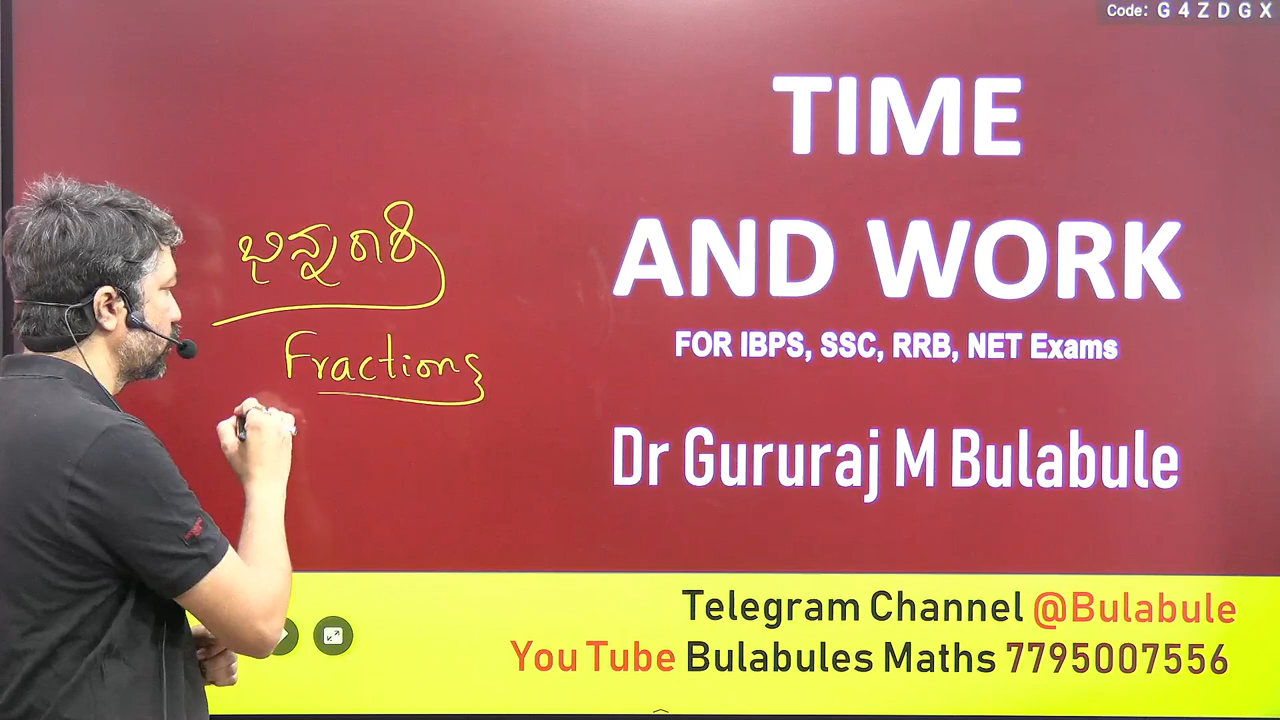 Code: G 4 Z D G X
TIME
AND WORK
FOR IBPS, SSC, RRB, NET Exams
Dr Gururaj M Bulabule
ಭಿನ್ನರಾಶಿ
Fractions
Telegram Channel @Bulabule
You Tube Bulabules Maths 7795007556